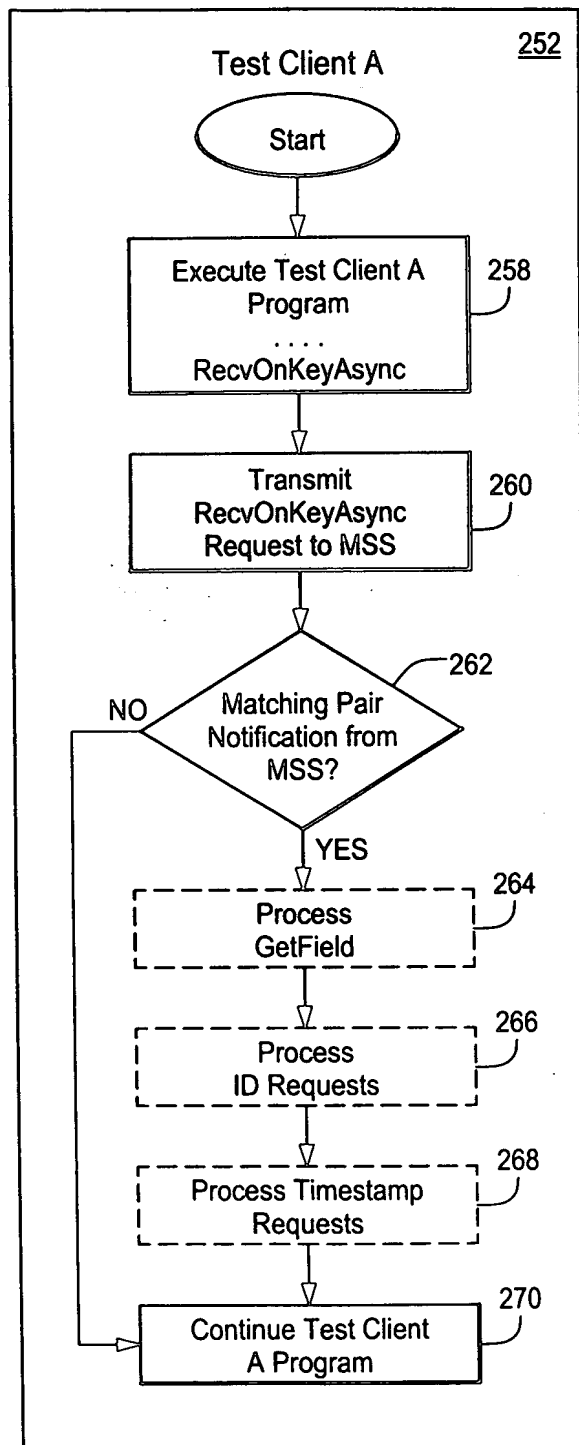 252
Test Client A
Start
Execute Test Client A
Program
. . . .
RecvOnKeyAsync
258
Transmit
RecvOnKeyAsync
Request to MSS
260
Matching Pair
Notification from
MSS?
262
NO
YES
Process
GetField
264
Process
ID Requests
266
Process Timestamp
Requests
268
Continue Test Client
A Program
270